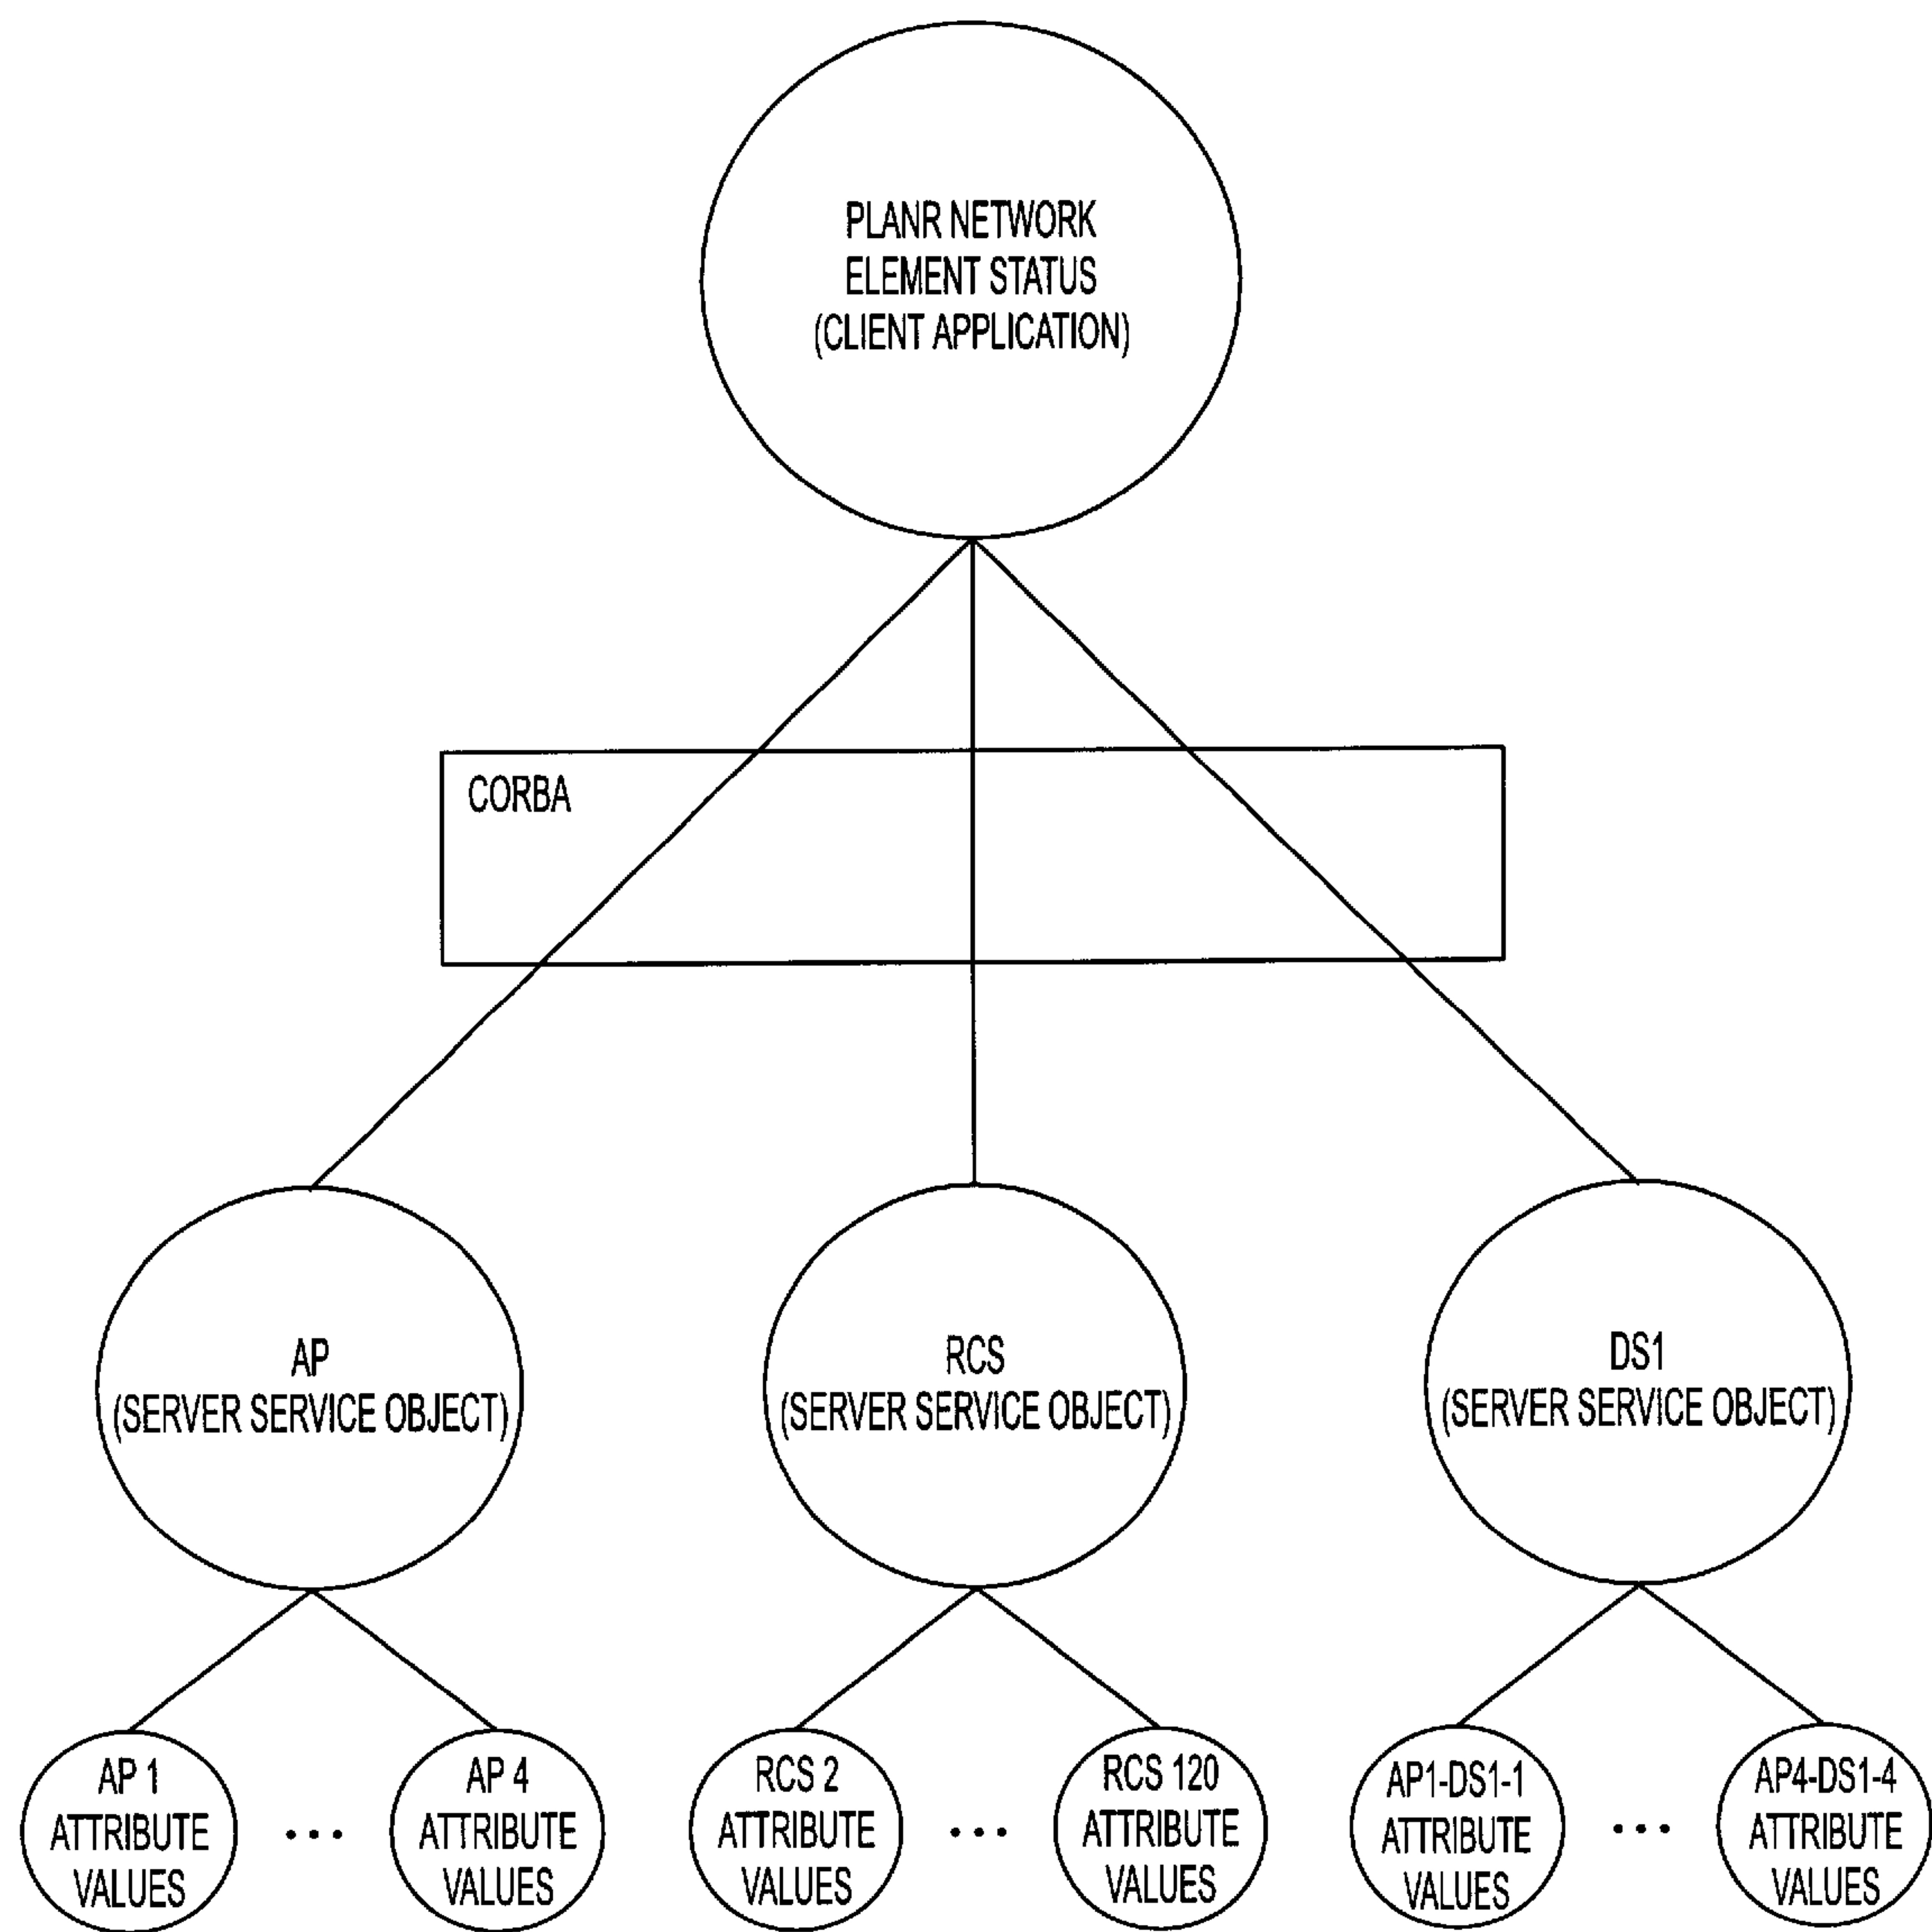 PLANR NETWORK
ELEMENT STATUS
(CLIENT APPLICATION)
CORBA
AP
(SERVER SERVICE OBJECT)
RCS
(SERVER SERVICE OBJECT)
DS1
(SERVER SERVICE OBJECT)
AP 1
ATTRIBUTE
VALUES
...
AP 4
ATTRIBUTE
VALUES
RCS 2
ATTRIBUTE
VALUES
...
RCS 120
ATTRIBUTE
VALUES
AP1-DS1-1
ATTRIBUTE
VALUES
...
AP4-DS1-4
ATTRIBUTE
VALUES